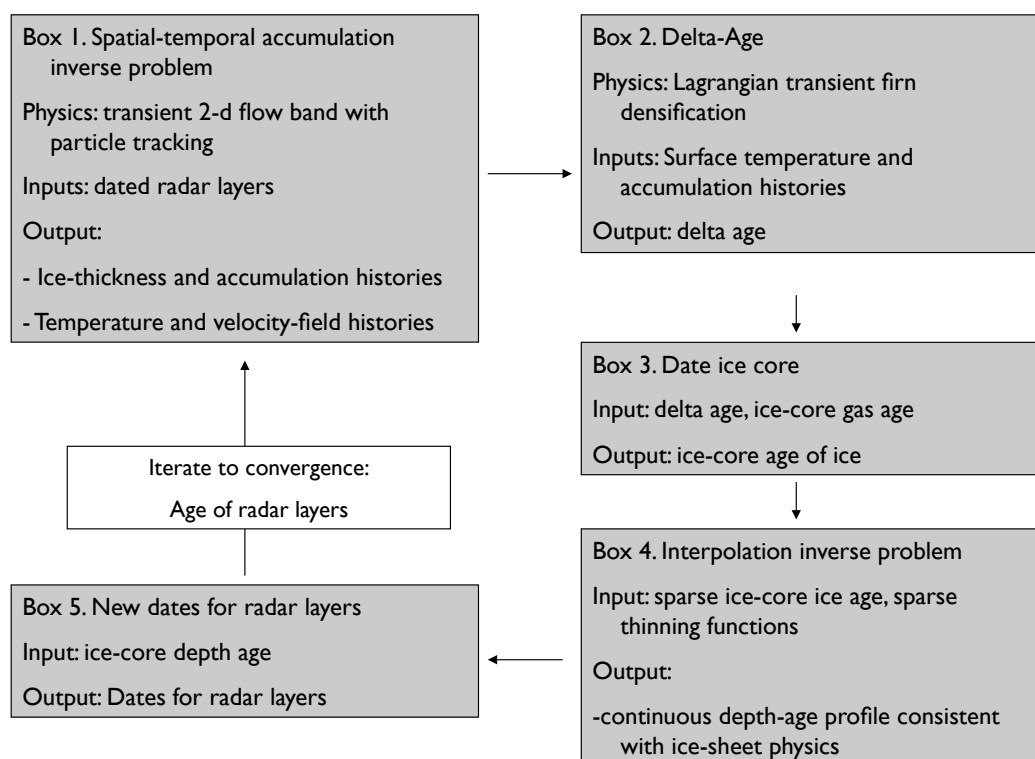 Box 1. Spatial-temporal accumulation
inverse problem
Physics: transient 2-d flow band with
particle tracking
Inputs: dated radar layers
Output:
- Ice-thickness and accumulation histories
- Temperature and velocity-field histories
Box 2. Delta-Age
Physics: Lagrangian transient firn
densification
Inputs: Surface temperature and
accumulation histories
Output: delta age
Box 3. Date ice core
Input: delta age, ice-core gas age
Output: ice-core age of ice
Box 4. Interpolation inverse problem
Input: sparse ice-core ice age, sparse
thinning functions
Output:
-continuous depth-age profile consistent
with ice-sheet physics
Box 5. New dates for radar layers
Input: ice-core depth age
Output: Dates for radar layers
Iterate to convergence:
Age of radar layers